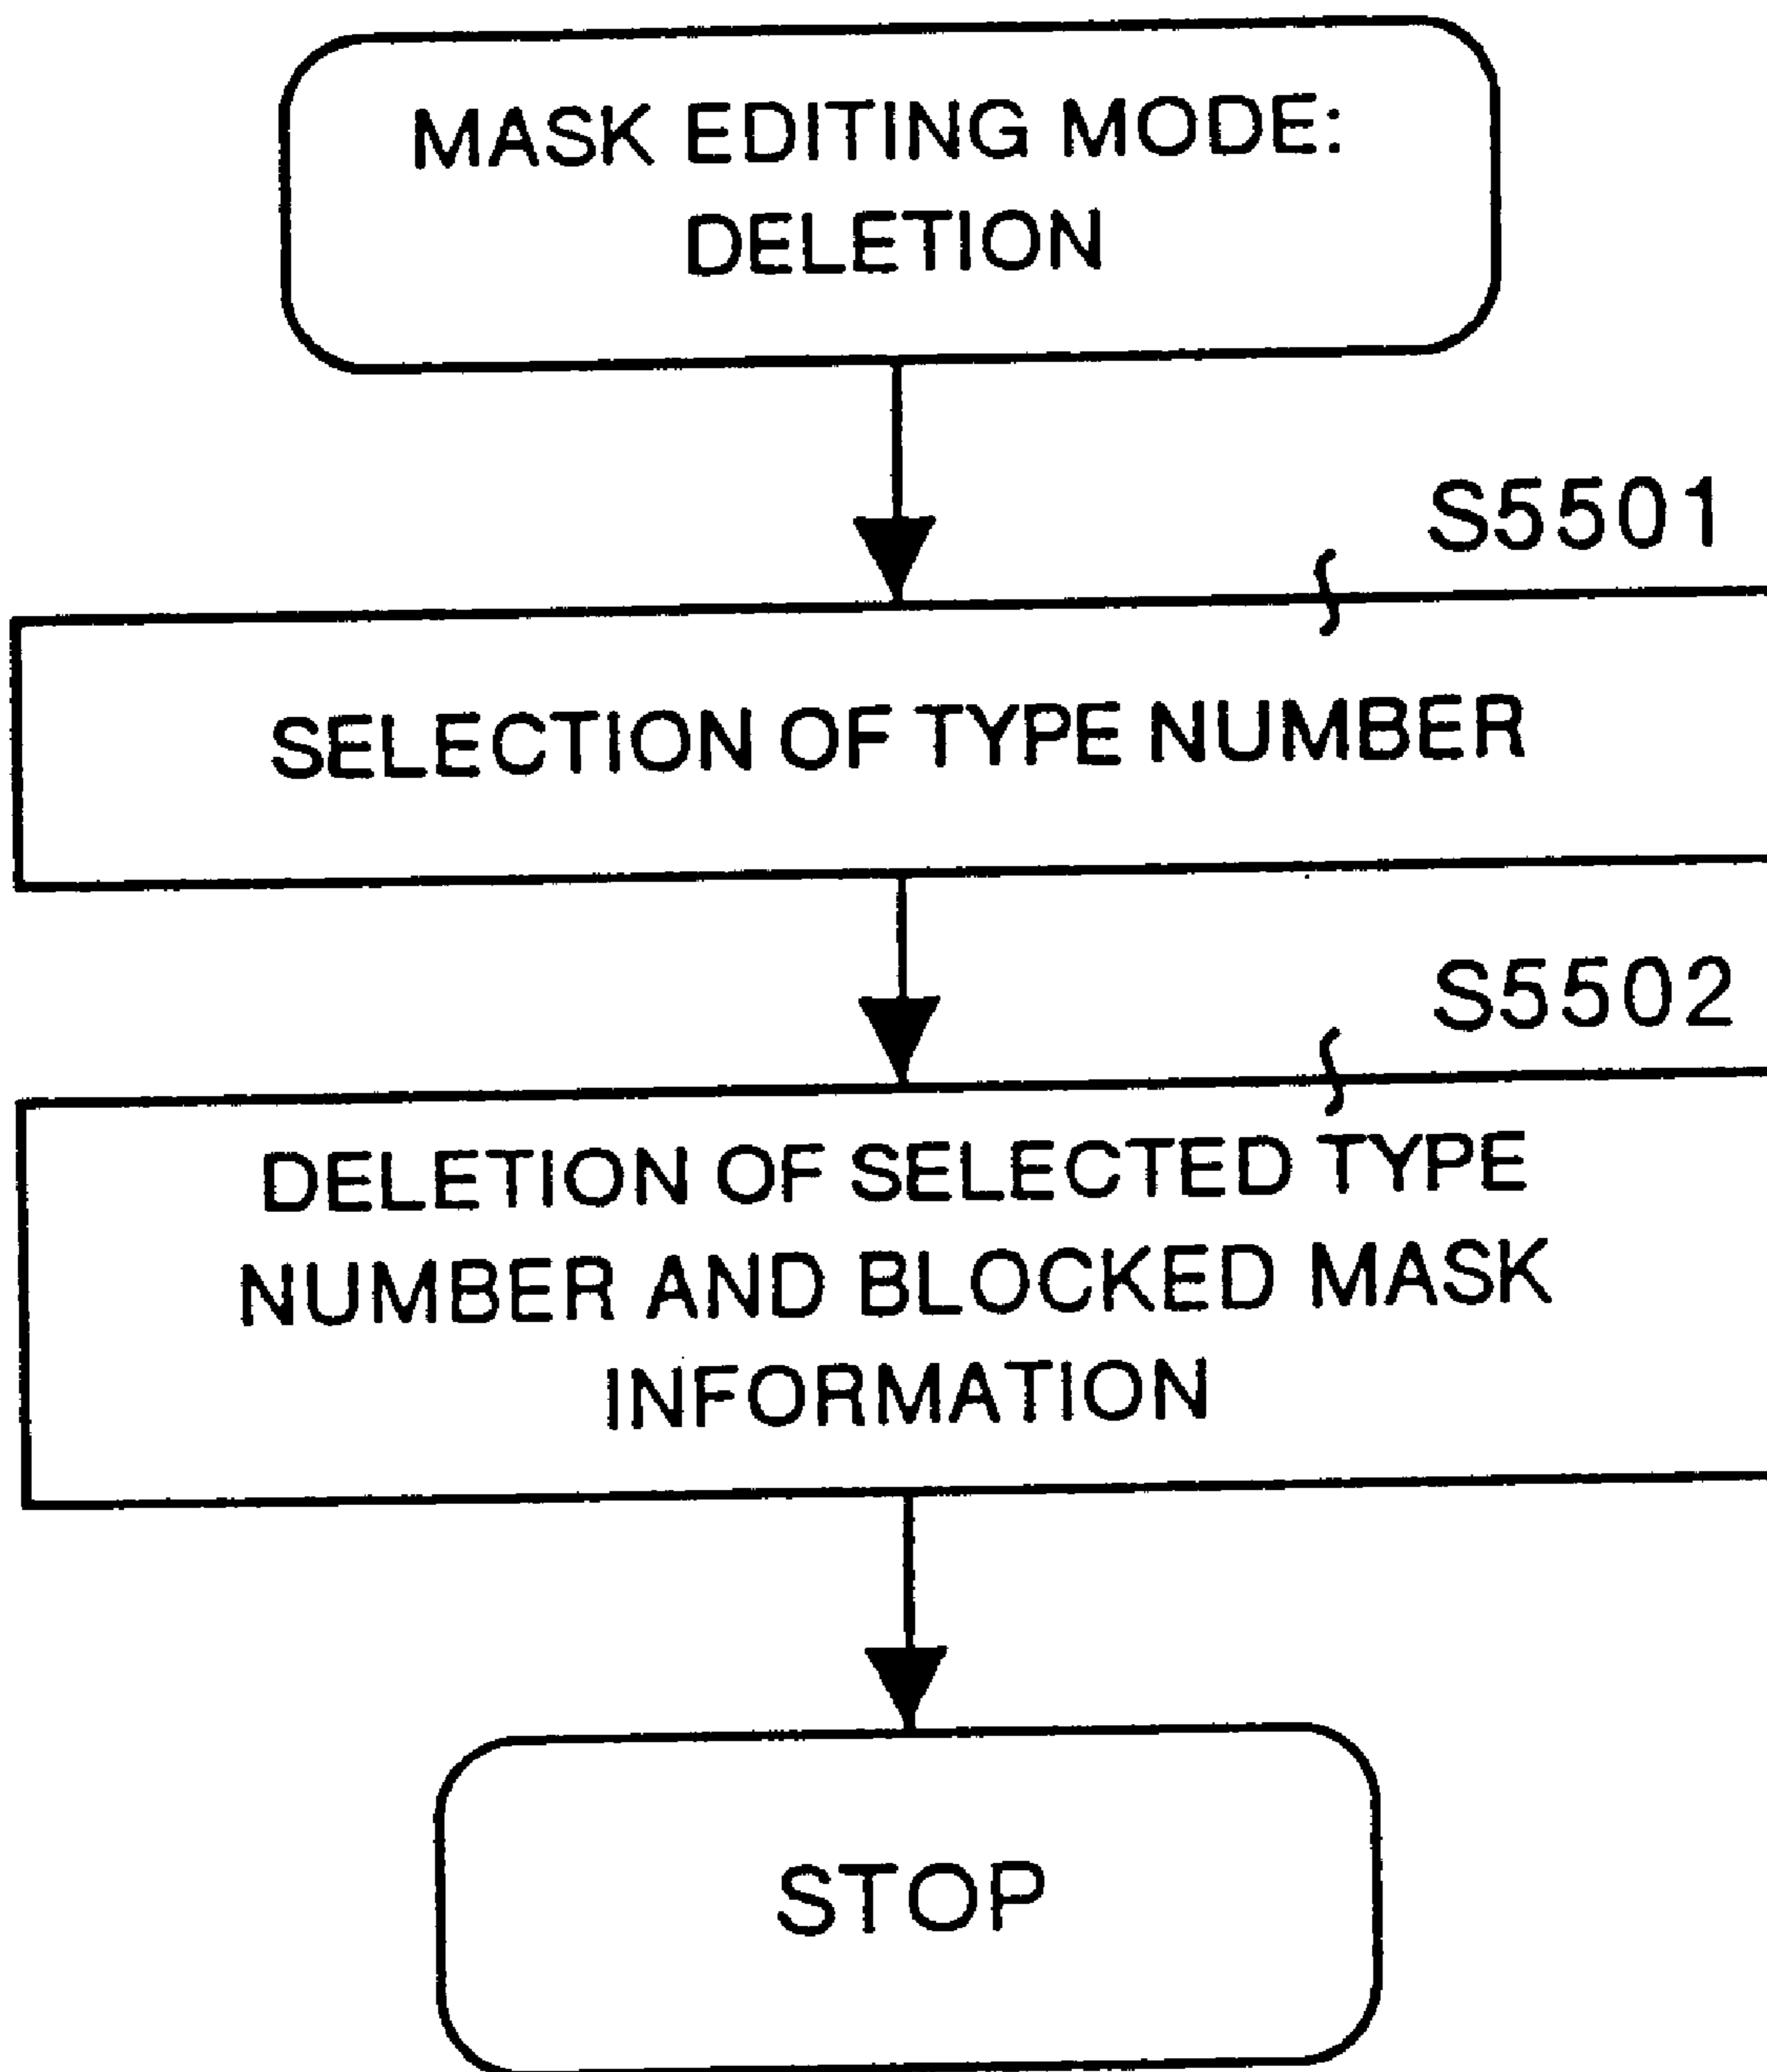 MASK EDITING MODE:
DELETION
S5501
SELECTION OF TYPE NUMBER
S5502
DELETION OF SELECTED TYPE
NUMBER AND BLOCKED MASK
INFORMATION
STOP